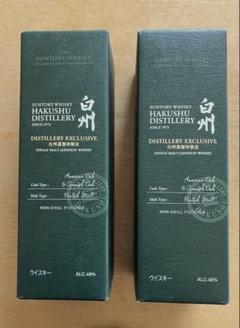 SUNTORY WHISKY
HAKUSHU
DISTILLERY
SINCE 1973
白州
DISTILLERY EXCLUSIVE
白州蒸溜所限定
SINGLE MALT JAPANESE WHISKY
American Oak
Cask Type : & Spanish Oak
Malt Type : Peated Malt
NON-CHILL FILTERED
ウイスキー
ALC.48%
SUNTORY WHISKY
HAKUSHU
DISTILLERY
SINCE 1973
白州
DISTILLERY EXCLUSIVE
白州蒸溜所限定
SINGLE MALT JAPANESE WHISKY
American Oak
Cask Type : & Spanish Oak
Malt Type : Peated Malt
NON-CHILL FILTERED
ウイスキー
ALC.48%